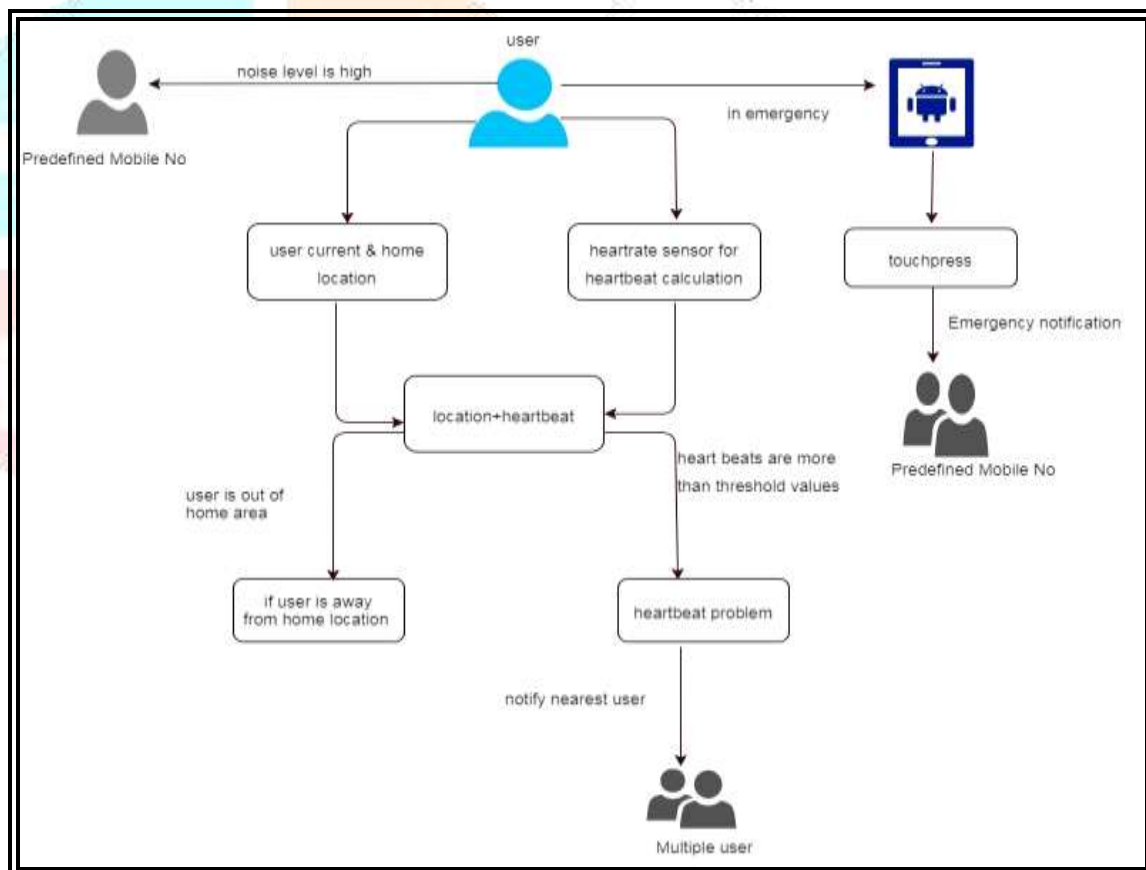 user
noise level is high
in emergency
Predefined Mobile No
user current & home
location
heartrate sensor for
heartbeat calculation
touchpress
Emergency notification
location+heartbeat
Predefined Mobile No
heart beats are more
than threshold values
user is out of
home area
if user is away
from home location
heartbeat problem
notify nearest user
Multiple user